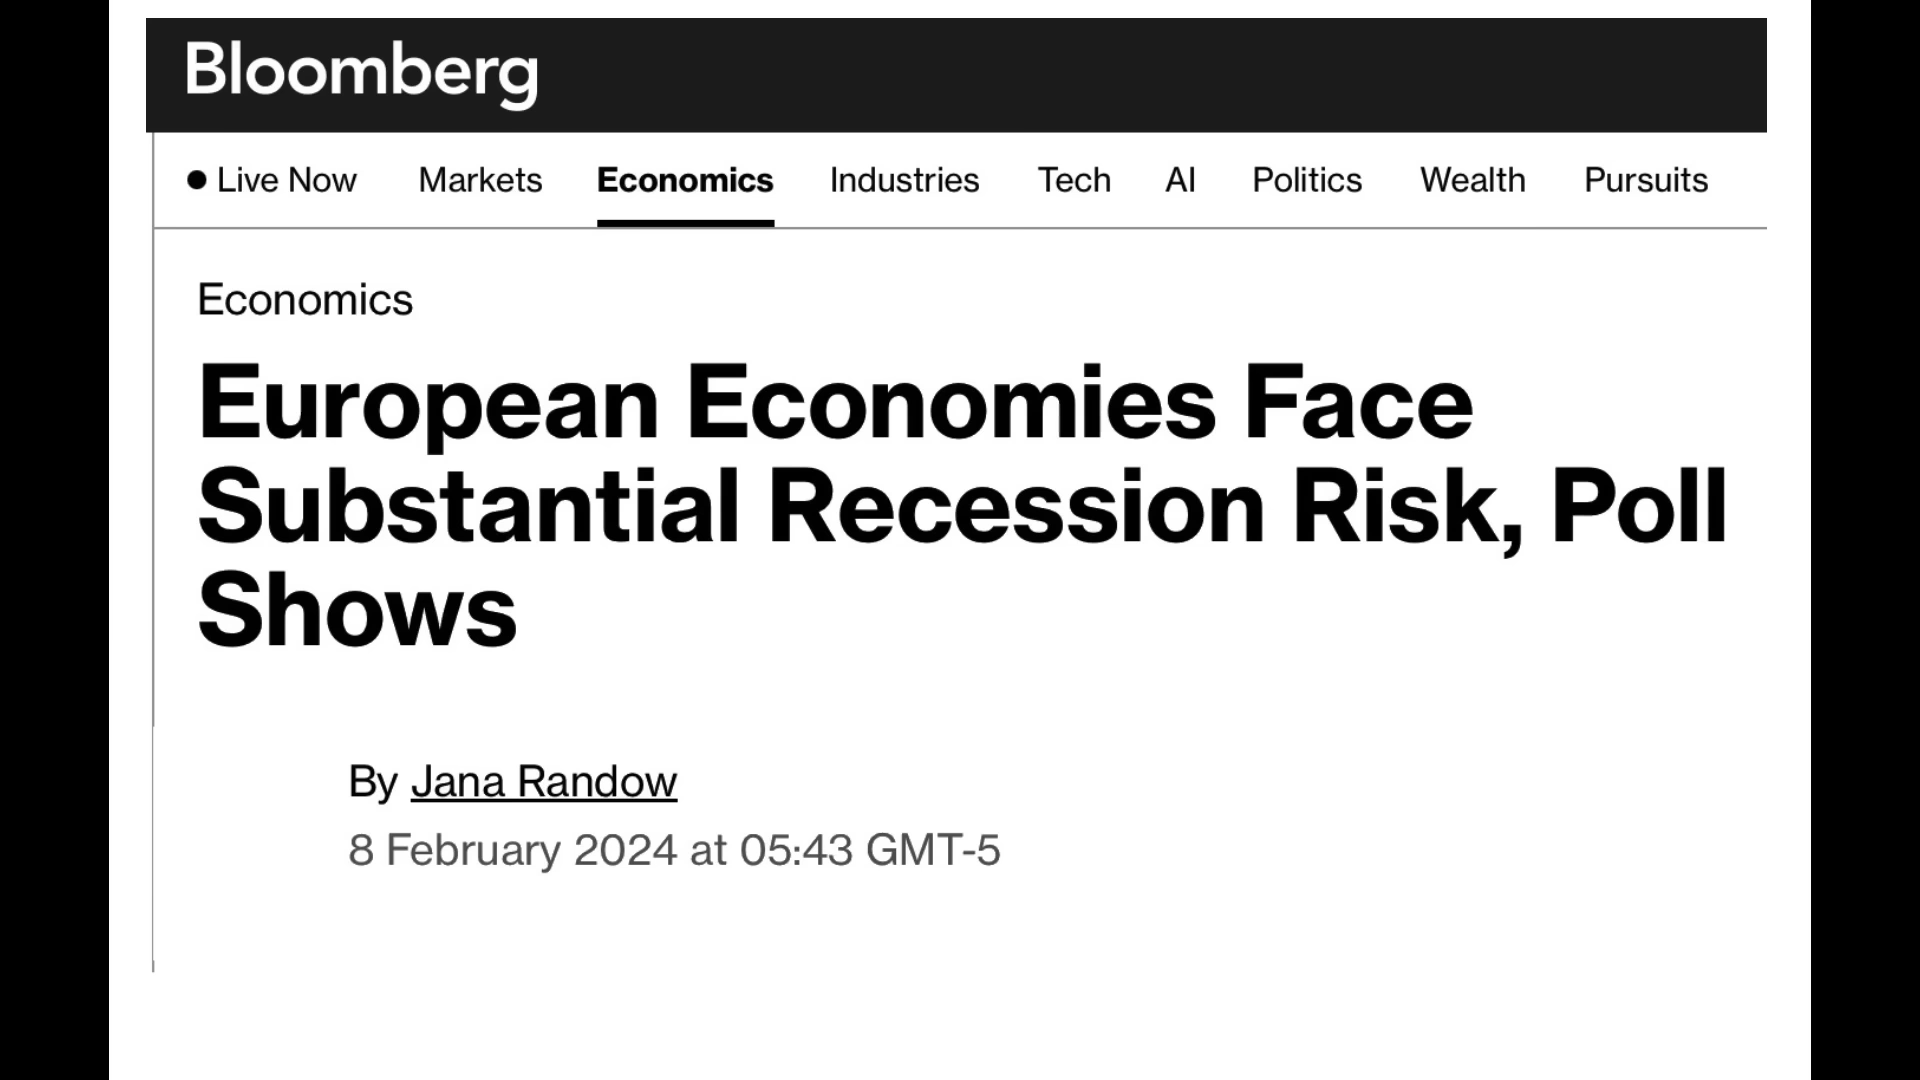 Bloomberg
Live Now Markets Economics Industries Tech AI Politics Wealth Pursuits
Economics
European Economies Face
Substantial Recession Risk, Poll
Shows
By Jana Randow
8 February 2024 at 05:43 GMT-5